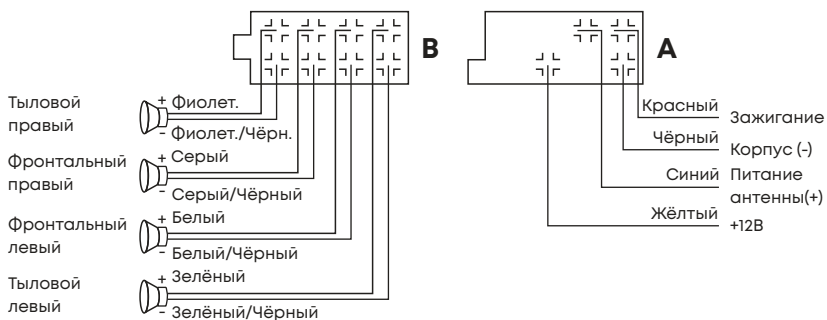 B
A
Тыловой
правый
+ Фиолет.
- Фиолет./Чёрн.
Фронтальный
правый
+ Серый
- Серый/Чёрный
Фронтальный
левый
+ Белый
- Белый/Чёрный
Тыловой
левый
+ Зелёный
- Зелёный/Чёрный
Красный Зажигание
Чёрный Корпус (-)
Синий Питание
антенны(+)
Жёлтый +12В